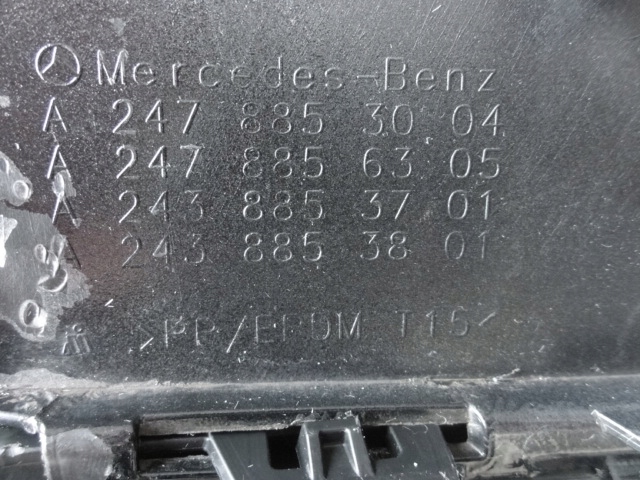 Mercedes-Benz
A 247 885 30 04
A 247 885 63 05
A 243 885 37 01
A 243 885 38 01
>PP/EPDM T15<